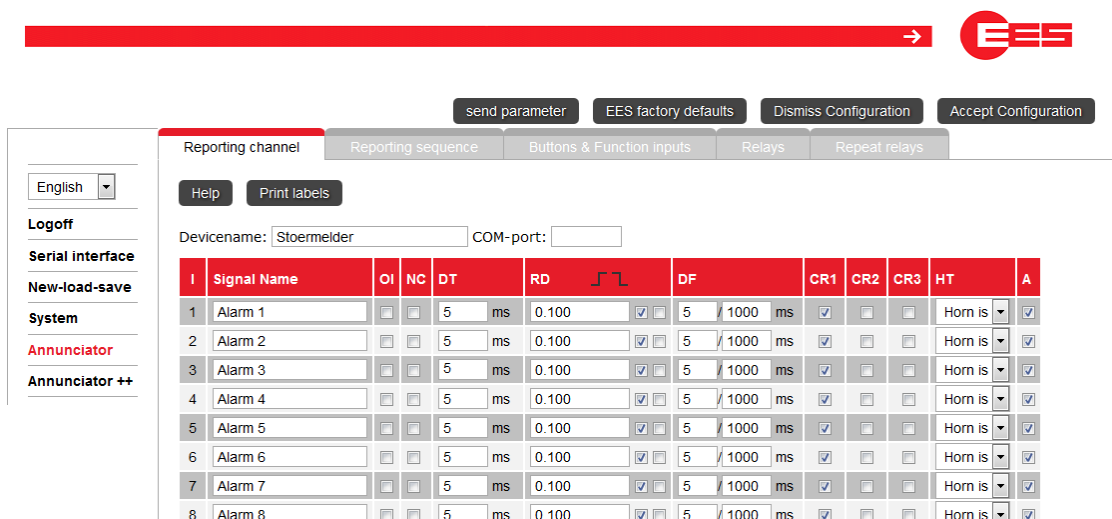 EES
send parameter EES factory defaults Dismiss Configuration Accept Configuration
Reporting channel Reporting sequence Buttons & Function inputs Relays Repeat relays
English
Logoff
Serial interface
New-load-save
System
Annunciator
Annunciator ++
Help Print labels
Devicename: Stoermelder COM-port:
I Signal Name OI NC DT RD DF CR1 CR2 CR3 HT A
1 Alarm 1 5 ms 0.100 5 / 1000 ms Horn is
2 Alarm 2 5 ms 0.100 5 / 1000 ms Horn is
3 Alarm 3 5 ms 0.100 5 / 1000 ms Horn is
4 Alarm 4 5 ms 0.100 5 / 1000 ms Horn is
5 Alarm 5 5 ms 0.100 5 / 1000 ms Horn is
6 Alarm 6 5 ms 0.100 5 / 1000 ms Horn is
7 Alarm 7 5 ms 0.100 5 / 1000 ms Horn is
8 Alarm 8 5 ms 0.100 5 / 1000 ms Horn is